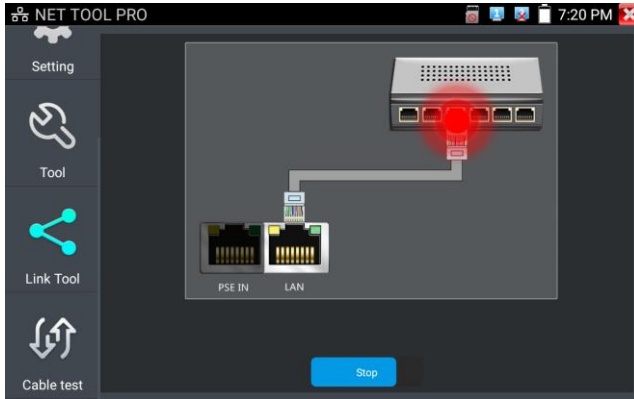 NET TOOL PRO
7:20 PM
Setting
Tool
Link Tool
Cable test
PSE IN
LAN
Stop